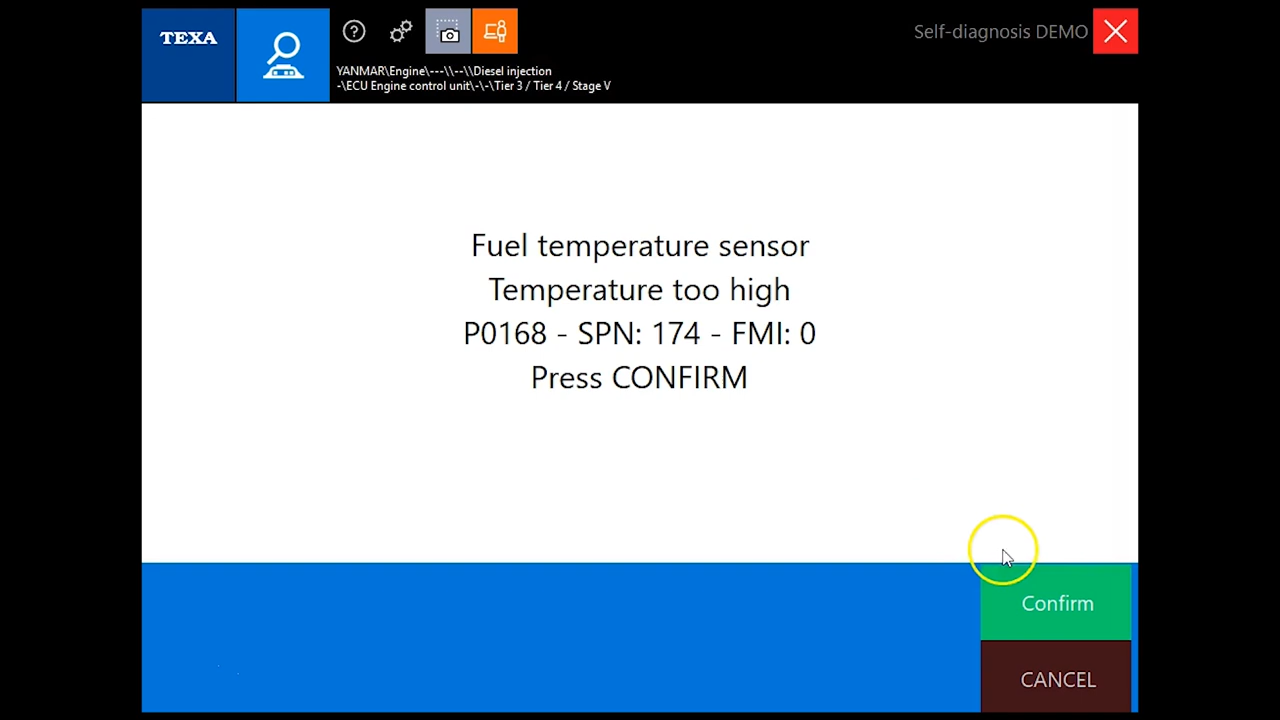 TEXA
?
Self-diagnosis DEMO
YANMAR\Engine\---\\--\\Diesel injection
-\ECU Engine control unit\-\-\Tier 3 / Tier 4 / Stage V
Fuel temperature sensor
Temperature too high
P0168 - SPN: 174 - FMI: 0
Press CONFIRM
Confirm
CANCEL